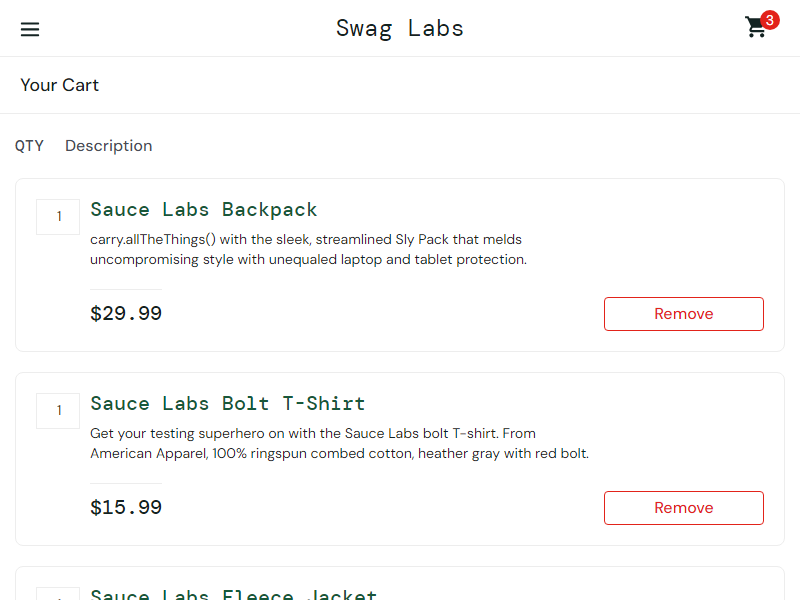 Swag Labs
3
Your Cart
QTY Description
1
Sauce Labs Backpack
carry.allTheThings() with the sleek, streamlined Sly Pack that melds
uncompromising style with unequaled laptop and tablet protection.
$29.99
Remove
1
Sauce Labs Bolt T-Shirt
Get your testing superhero on with the Sauce Labs bolt T-shirt. From
American Apparel, 100% ringspun combed cotton, heather gray with red bolt.
$15.99
Remove
Sauce Labs Fleece Jacket